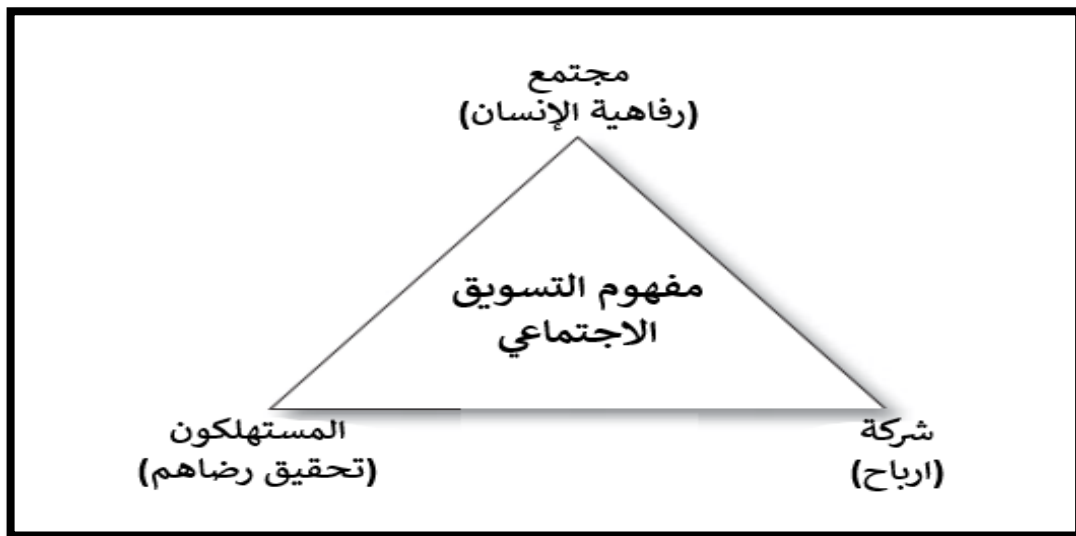 مجتمع
(رفاهية الإنسان)
مفهوم التسويق
الاجتماعي
شركة
(ارباح)
المستهلكون
(تحقيق رضاهم)